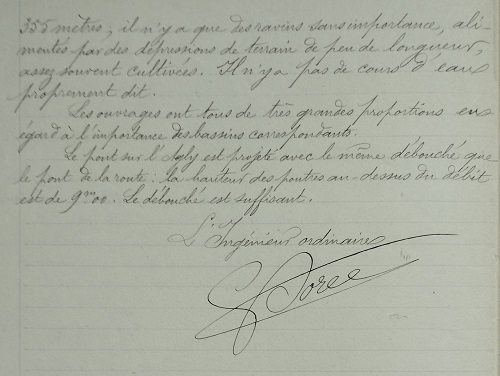 355 mètres ; il n'y a que des ravins sans importance, ali-
mentés par des dépressions de terrain de peu de longueur,
assez souvent cultivées. Il n'y a pas de cours d'eau
proprement dit.
Les ouvrages ont tous de très grandes proportions eu
égard à l'importance des bassins correspondants.
Le pont sur l'Agly est projeté avec le même débouché que
le pont de la route : la hauteur des poutres au-dessus du débit
est de 9m00. Le débouché est suffisant.
L'Ingénieur ordinaire